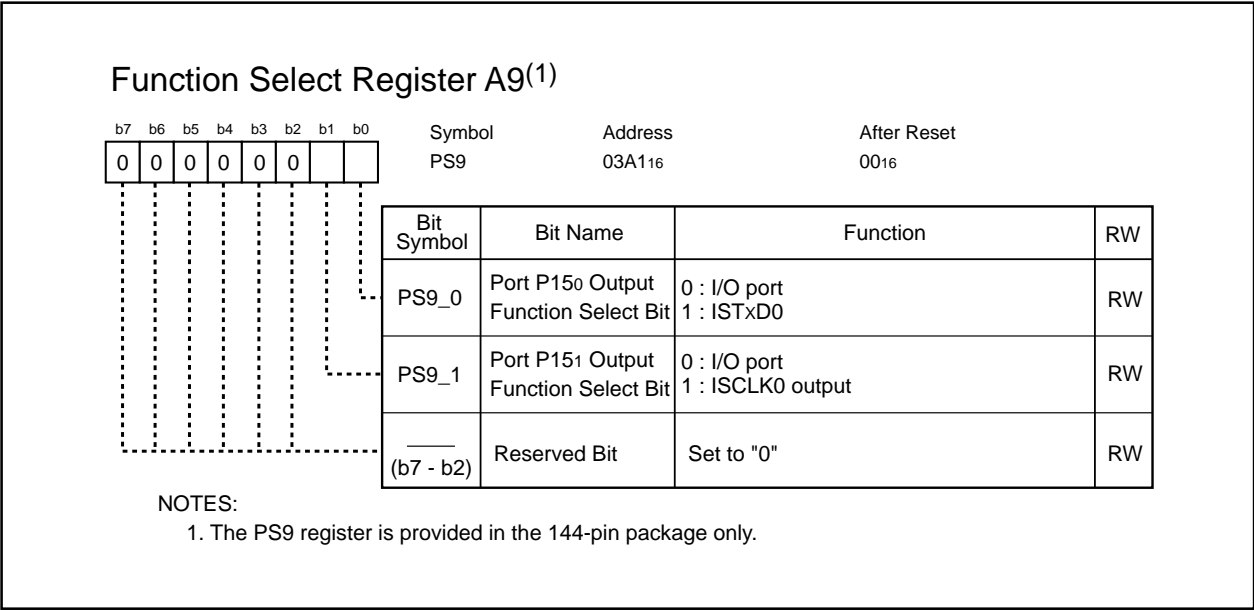 Function Select Register A9(1)
b7 b6 b5 b4 b3 b2 b1 b0 Symbol Address After Reset
0 0 0 0 0 0 PS9 03A116 0016
Bit Symbol Bit Name Function RW
PS9_0 Port P150 Output Function Select Bit 0 : I/O port 1 : ISTxD0 RW
PS9_1 Port P151 Output Function Select Bit 0 : I/O port 1 : ISCLK0 output RW
(b7 - b2) Reserved Bit Set to "0" RW
NOTES:
1. The PS9 register is provided in the 144-pin package only.